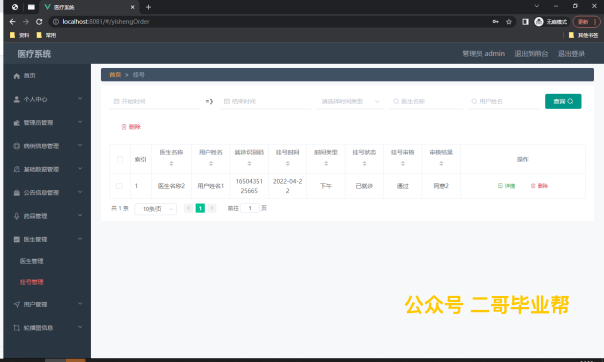 医疗系统
localhost:8081/#/yishengOrder
无痕模式
更新
资料
常用
其他书签
医疗系统
管理员 admin
退出到前台
退出登录
首页
个人中心
管理员管理
病例信息管理
基础数据管理
公告信息管理
药品管理
医生管理
医生管理
挂号管理
用户管理
轮播图信息
首页 > 挂号
开始时间
=》
结束时间
请选择时间类型
医生名称
用户姓名
查询
删除
索引 医生名称 用户姓名 就诊识别码 挂号时间 时间类型 挂号状态 挂号审核 审核结果 操作
1 医生名称2 用户姓名1 1650435125665 2022-04-22 下午 已就诊 通过 同意2 详情 删除
共 1 条 10条/页 1 前往 1 页
公众号 二哥毕业帮